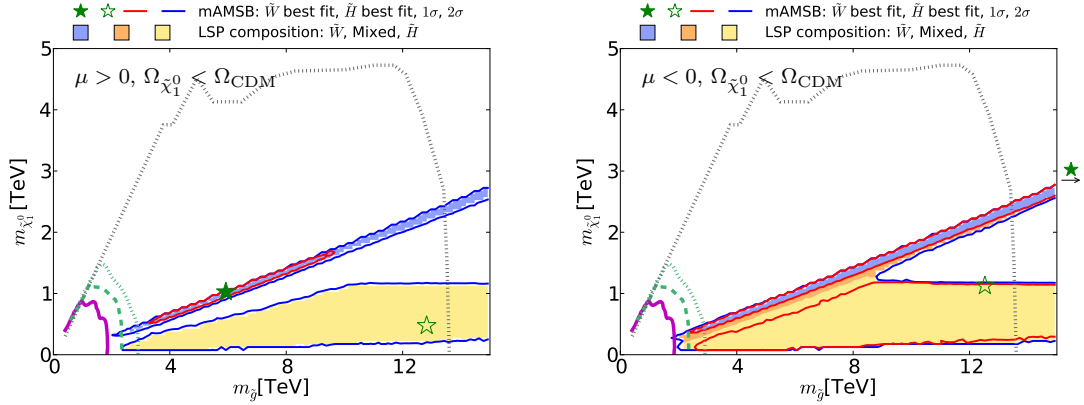 mAMSB: W̃ best fit, H̃ best fit, 1σ, 2σ
LSP composition: W̃, Mixed, H̃
μ > 0, Ω_χ̃₁⁰ < Ω_CDM
5
4
3
2
1
0
m_χ̃₁⁰[TeV]
0 4 8 12
m_g̃[TeV]
mAMSB: W̃ best fit, H̃ best fit, 1σ, 2σ
LSP composition: W̃, Mixed, H̃
μ < 0, Ω_χ̃₁⁰ < Ω_CDM
5
4
3
2
1
0
m_χ̃₁⁰[TeV]
0 4 8 12
m_g̃[TeV]